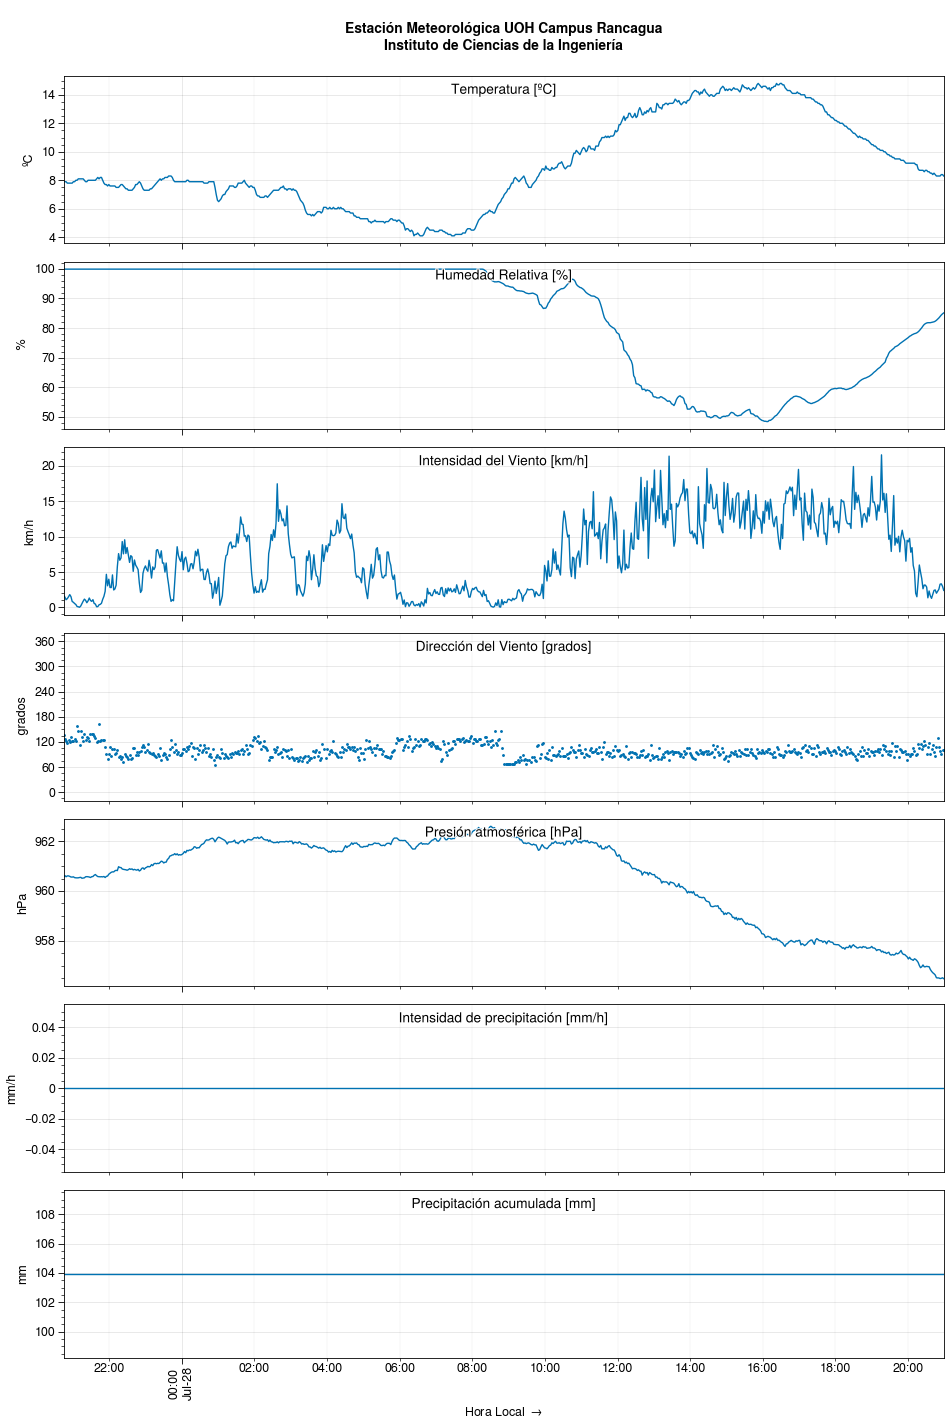 Estación Meteorológica UOH Campus Rancagua
Instituto de Ciencias de la Ingeniería
Temperatura [ºC]
ºC
14
12
10
8
6
4
Humedad Relativa [%]
%
100
90
80
70
60
50
Intensidad del Viento [km/h]
km/h
20
15
10
5
0
Dirección del Viento [grados]
grados
360
300
240
180
120
60
0
Presión atmosférica [hPa]
hPa
962
960
958
Intensidad de precipitación [mm/h]
mm/h
0.04
0.02
0
−0.02
−0.04
Precipitación acumulada [mm]
mm
108
106
104
102
100
22:00
00:00
Jul-28
02:00
04:00
06:00
08:00
10:00
12:00
14:00
16:00
18:00
20:00
Hora Local →